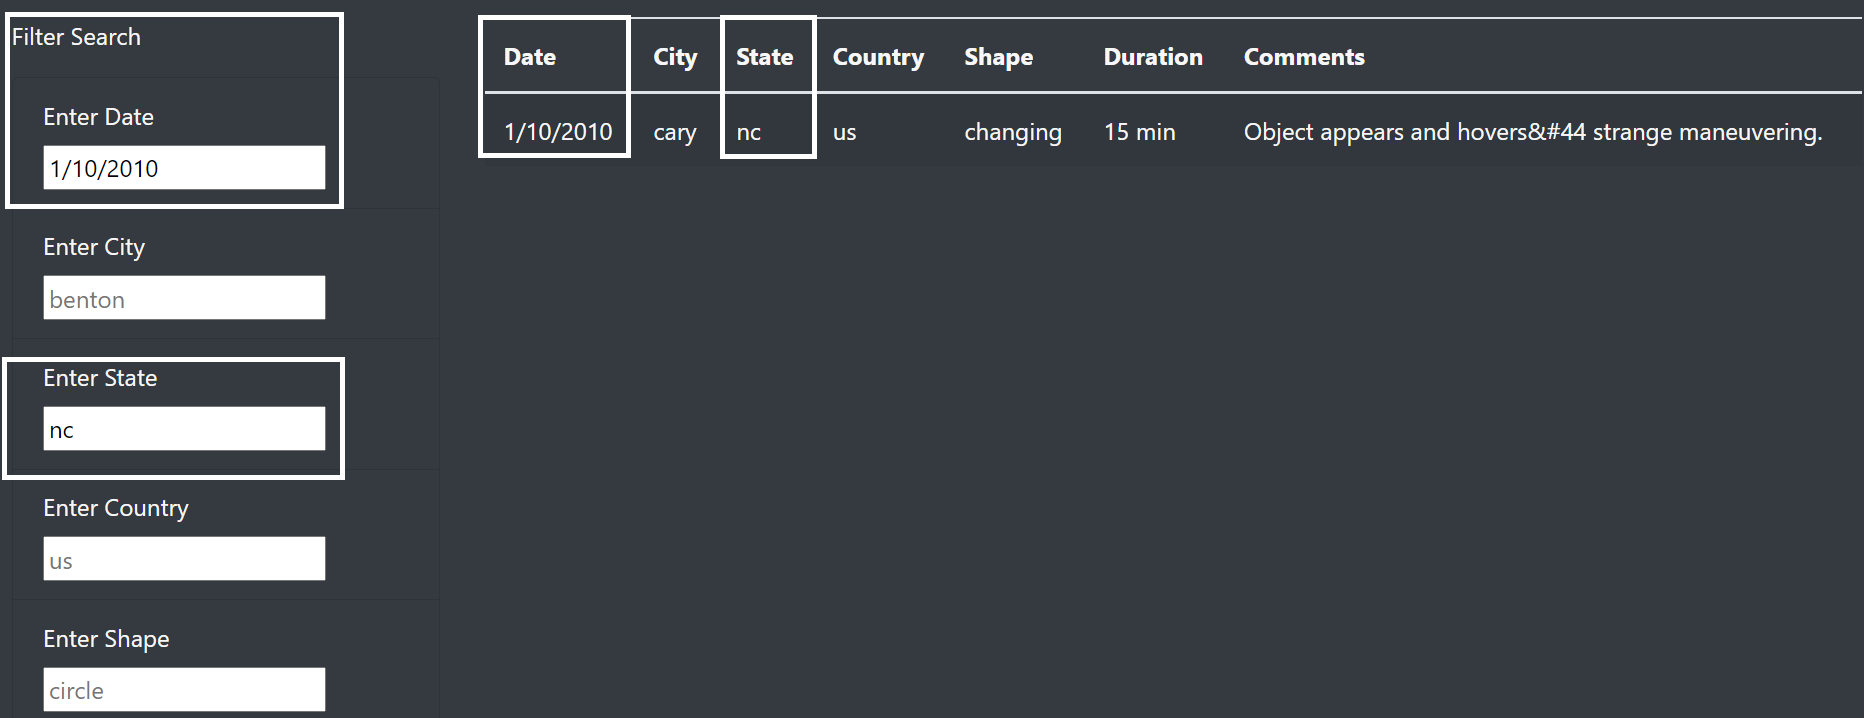 Filter Search
Enter Date
1/10/2010
Enter City
benton
Enter State
nc
Enter Country
us
Enter Shape
circle
Date City State Country Shape Duration Comments
1/10/2010 cary nc us changing 15 min Object appears and hovers&#44 strange maneuvering.